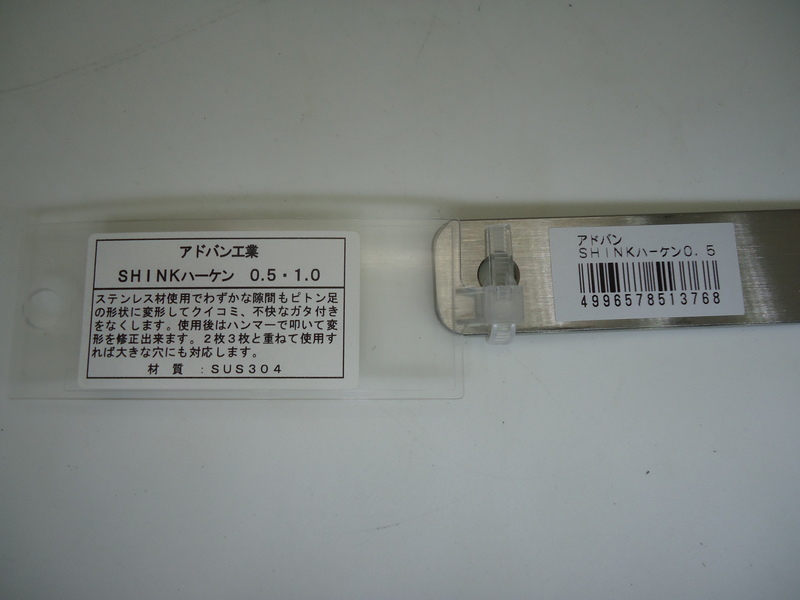 アドバン工業
ＳＨＩＮＫハーケン　０.５・１.０
ステンレス材使用でわずかな隙間もピトン足
の形状に変形してクイコミ、不快なガタ付き
をなくします。使用後はハンマーで叩いて変
形を修正出来ます。２枚３枚と重ねて使用す
れば大きな穴にも対応します。
材　質　：ＳＵＳ３０４
アドバン
ＳＨＩＮＫハーケン０．５
4996578513768